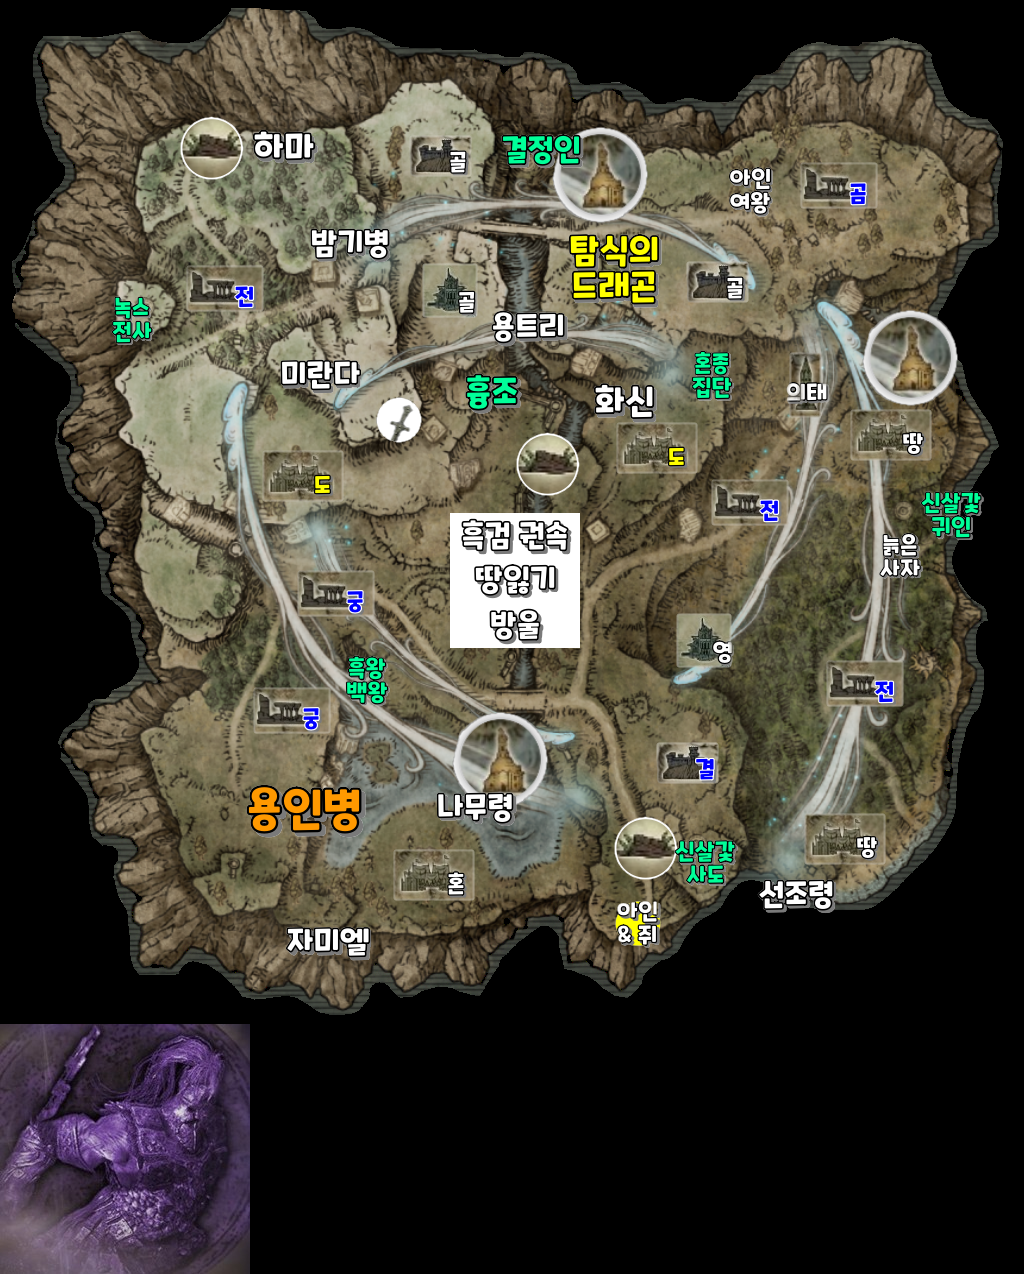 하마
골
결정인
아인
여왕
곰
밤기병
탐식의
드래곤
전
골
골
녹스
전사
용트리
미란다
흉조
화신
혼종
집단
의태
땅
도
도
전
신살갗
귀인
흑검 권속
땅잃기
방울
늙은
사자
궁
영
흑왕
백왕
전
궁
결
용인병
나무령
땅
신살갗
사도
혼
선조령
아인
& 쥐
자미엘